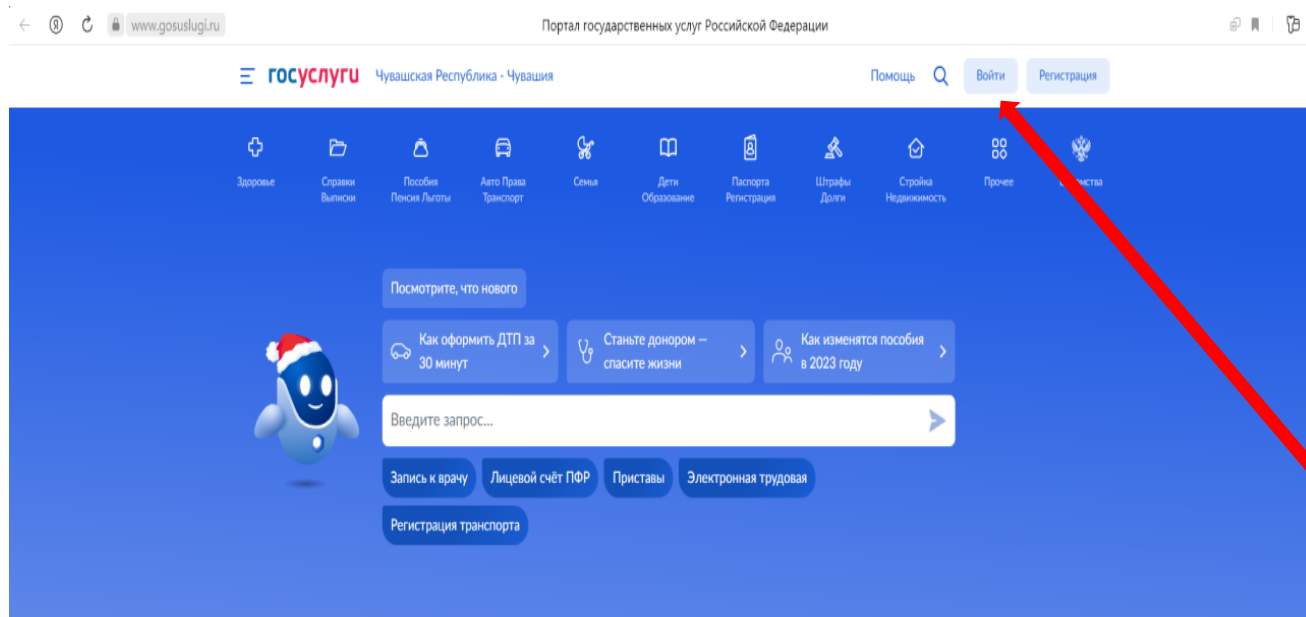 www.gosuslugi.ru
Портал государственных услуг Российской Федерации
госуслуги
Чувашская Республика - Чувашия
Помощь
Войти
Регистрация
Здоровье
Справки
Выписки
Пособия
Пенсия Льготы
Авто Права
Транспорт
Семья
Дети
Образование
Паспорта
Регистрация
Штрафы
Долги
Стройка
Недвижимость
Прочее
Посмотрите, что нового
Как оформить ДТП за
30 минут
Станьте донором —
спасите жизни
Как изменятся пособия
в 2023 году
Введите запрос...
Запись к врачу
Лицевой счёт ПФР
Приставы
Электронная трудовая
Регистрация транспорта